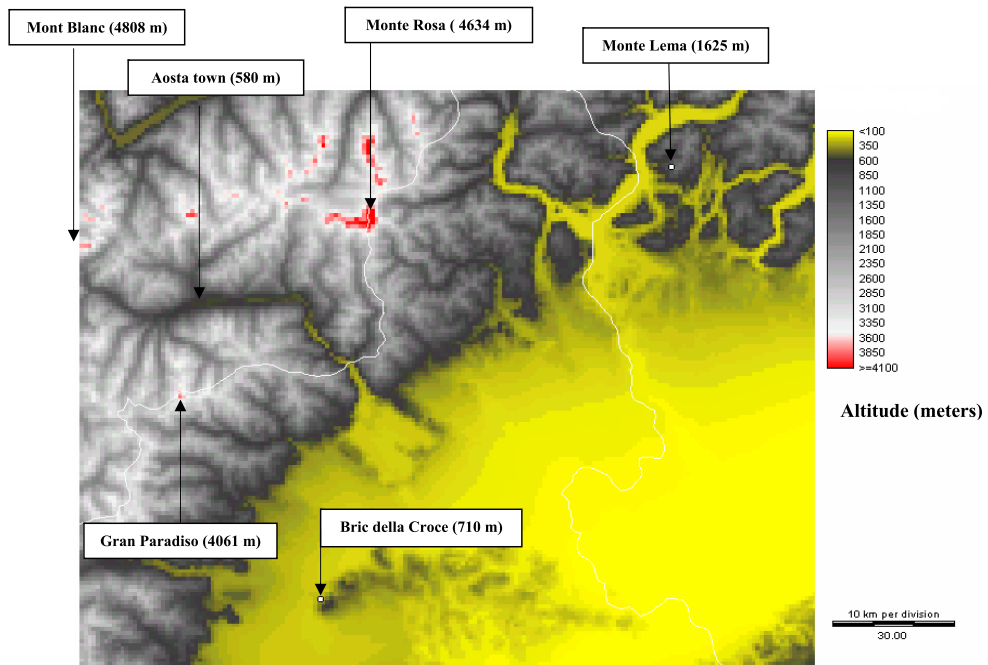 Mont Blanc (4808 m)
Monte Rosa ( 4634 m)
Monte Lema (1625 m)
Aosta town (580 m)
<100
350
600
850
1100
1350
1600
1850
2100
2350
2600
2850
3100
3350
3600
3850
>=4100
Altitude (meters)
Gran Paradiso (4061 m)
Bric della Croce (710 m)
10 km per division
30.00